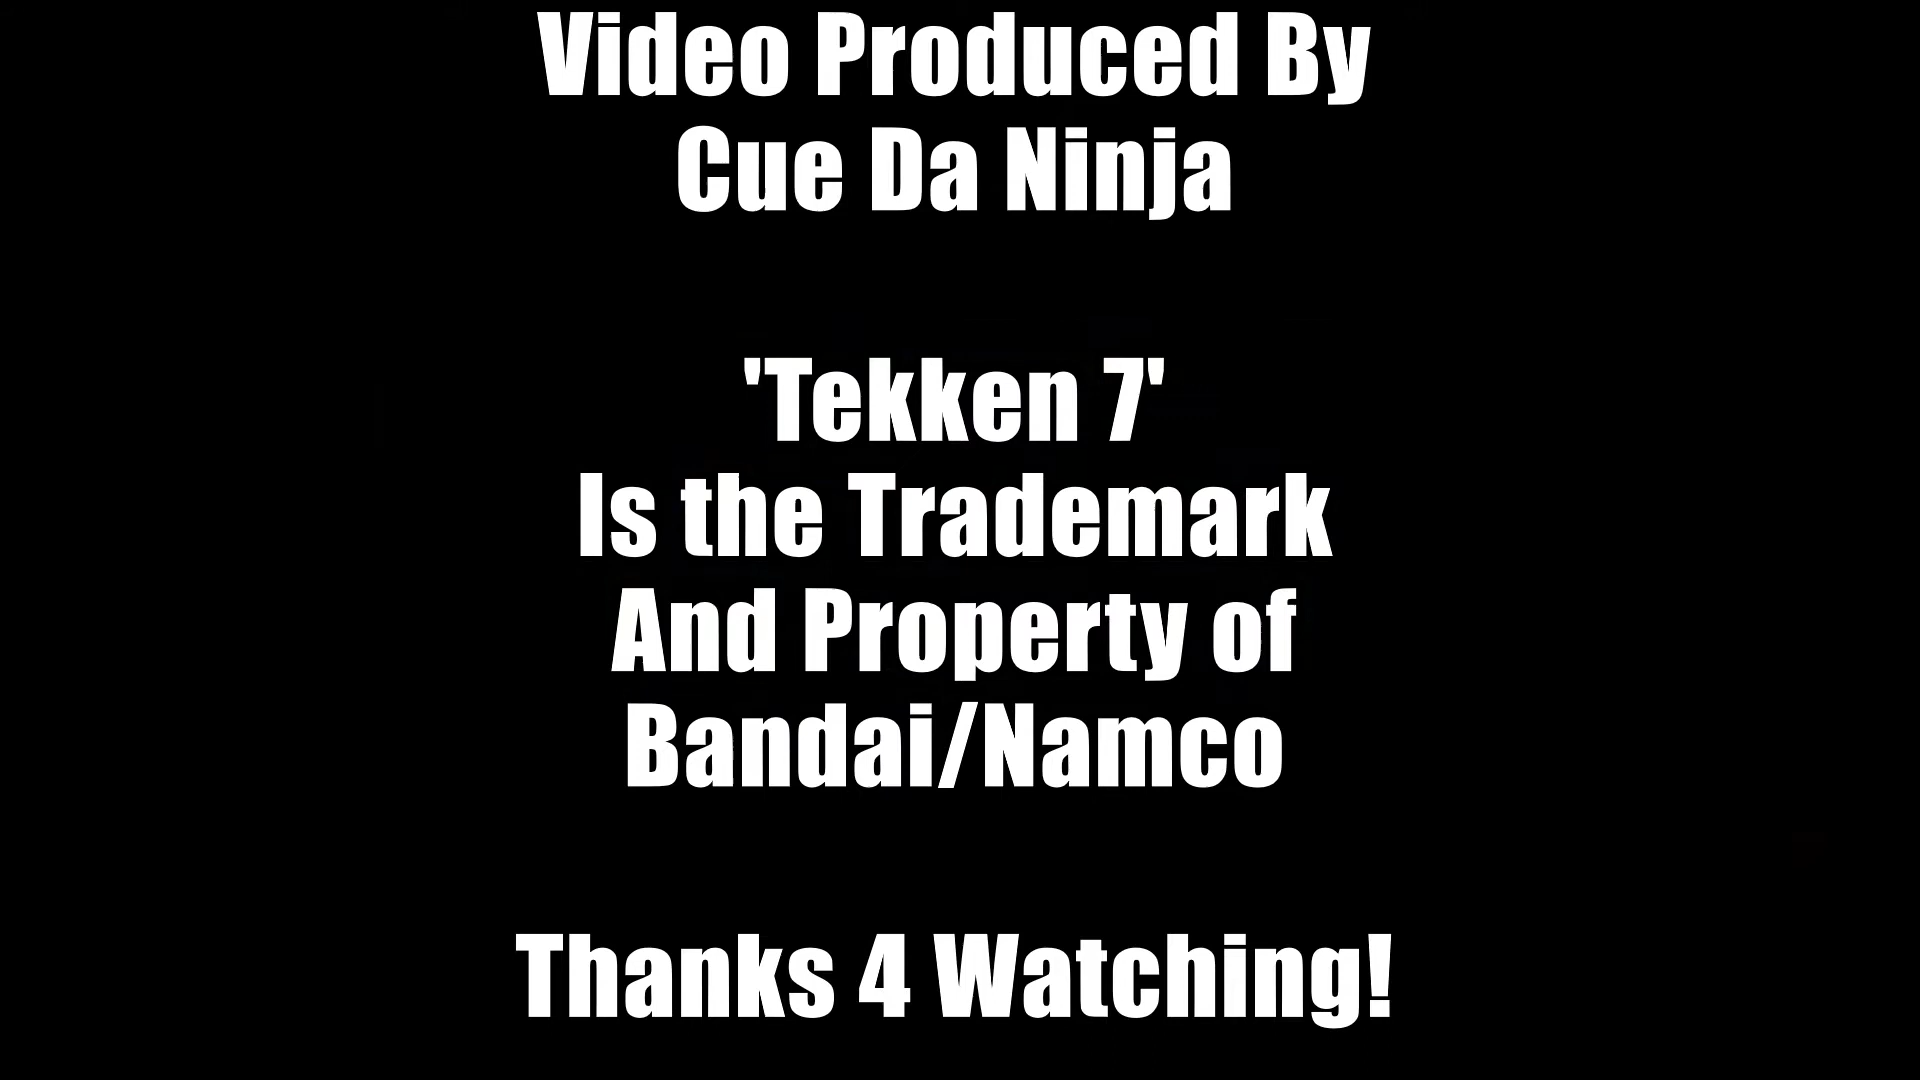 Video Produced By
Cue Da Ninja
'Tekken 7'
Is the Trademark
And Property of
Bandai/Namco
Thanks 4 Watching!